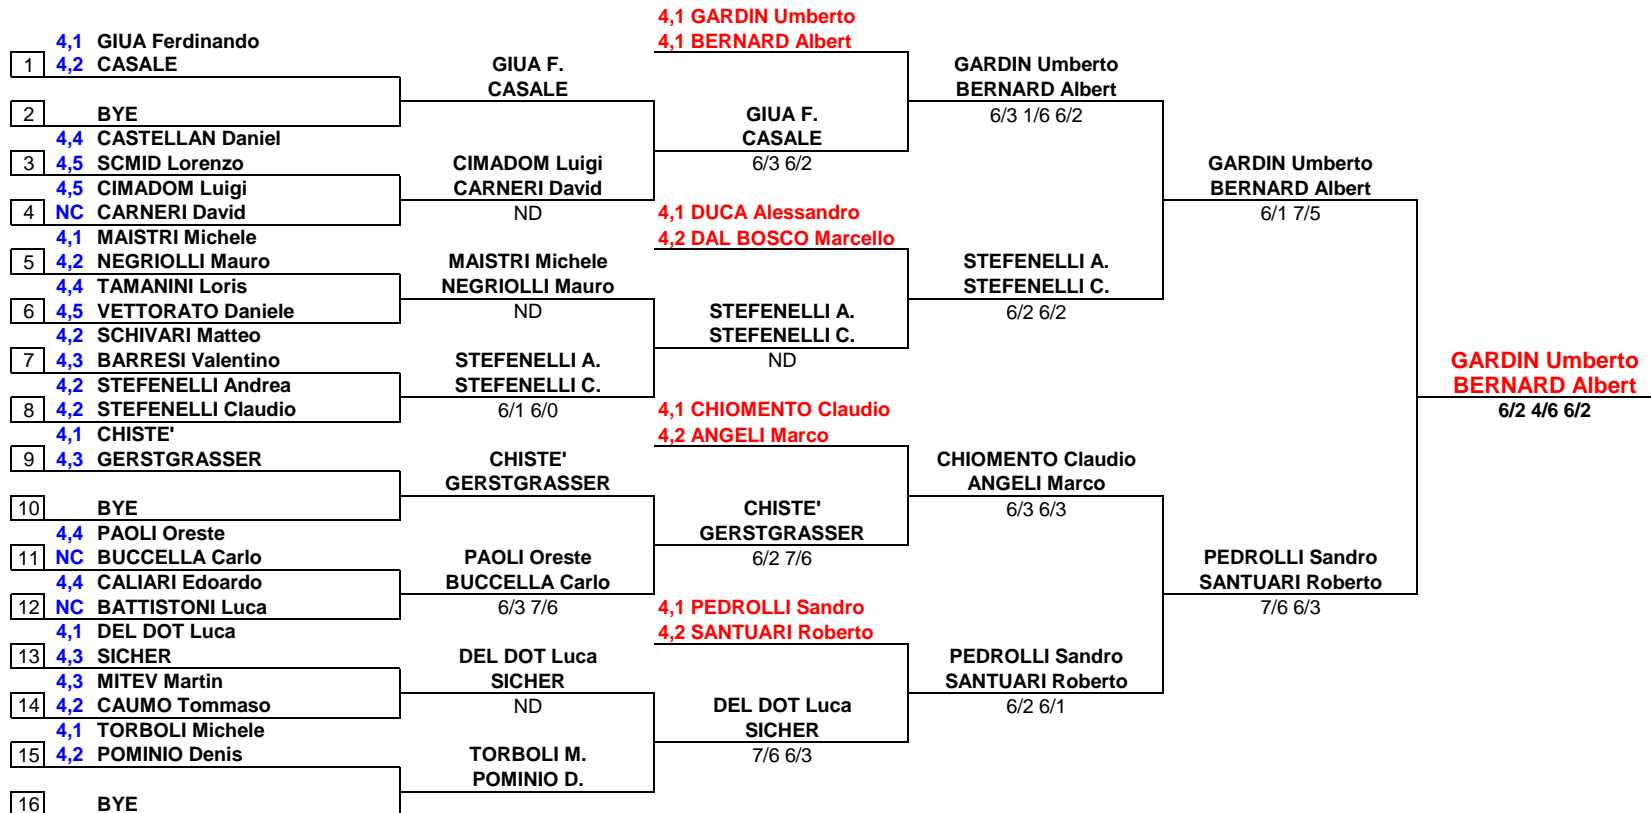 4,1 GIUA Ferdinando
1 4,2 CASALE
2 BYE
4,4 CASTELLAN Daniel
3 4,5 SCMID Lorenzo
4,5 CIMADOM Luigi
4 NC CARNERI David
4,1 MAISTRI Michele
5 4,2 NEGRIOLLI Mauro
4,4 TAMANINI Loris
6 4,5 VETTORATO Daniele
4,2 SCHIVARI Matteo
7 4,3 BARRESI Valentino
4,2 STEFENELLI Andrea
8 4,2 STEFENELLI Claudio
4,1 CHISTE'
9 4,3 GERSTGRASSER
10 BYE
4,4 PAOLI Oreste
11 NC BUCCELLA Carlo
4,4 CALIARI Edoardo
12 NC BATTISTONI Luca
4,1 DEL DOT Luca
13 4,3 SICHER
4,3 MITEV Martin
14 4,2 CAUMO Tommaso
4,1 TORBOLI Michele
15 4,2 POMINIO Denis
16 BYE
GIUA F.
CASALE
CIMADOM Luigi
CARNERI David
ND
MAISTRI Michele
NEGRIOLLI Mauro
ND
STEFENELLI A.
STEFENELLI C.
6/1 6/0
CHISTE'
GERSTGRASSER
PAOLI Oreste
BUCCELLA Carlo
6/3 7/6
DEL DOT Luca
SICHER
ND
TORBOLI M.
POMINIO D.
4,1 GARDIN Umberto
4,1 BERNARD Albert
GIUA F.
CASALE
6/3 6/2
4,1 DUCA Alessandro
4,2 DAL BOSCO Marcello
STEFENELLI A.
STEFENELLI C.
ND
4,1 CHIOMENTO Claudio
4,2 ANGELI Marco
CHISTE'
GERSTGRASSER
6/2 7/6
4,1 PEDROLLI Sandro
4,2 SANTUARI Roberto
DEL DOT Luca
SICHER
7/6 6/3
GARDIN Umberto
BERNARD Albert
6/3 1/6 6/2
STEFENELLI A.
STEFENELLI C.
6/2 6/2
CHIOMENTO Claudio
ANGELI Marco
6/3 6/3
PEDROLLI Sandro
SANTUARI Roberto
6/2 6/1
GARDIN Umberto
BERNARD Albert
6/1 7/5
PEDROLLI Sandro
SANTUARI Roberto
7/6 6/3
GARDIN Umberto
BERNARD Albert
6/2 4/6 6/2